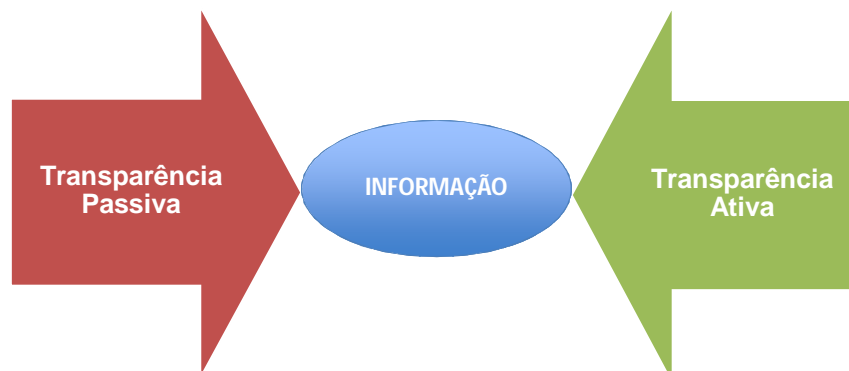 Transparência
Passiva
INFORMAÇÃO
Transparência
Ativa